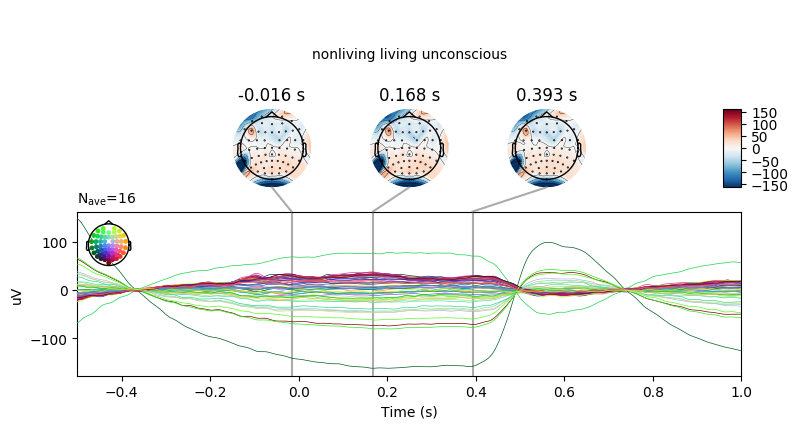 nonliving living unconscious
-0.016 s 0.168 s 0.393 s
150
100
50
0
−50
−100
−150
Nave=16
100
0
−100
uV
−0.4 −0.2 0.0 0.2 0.4 0.6 0.8 1.0
Time (s)